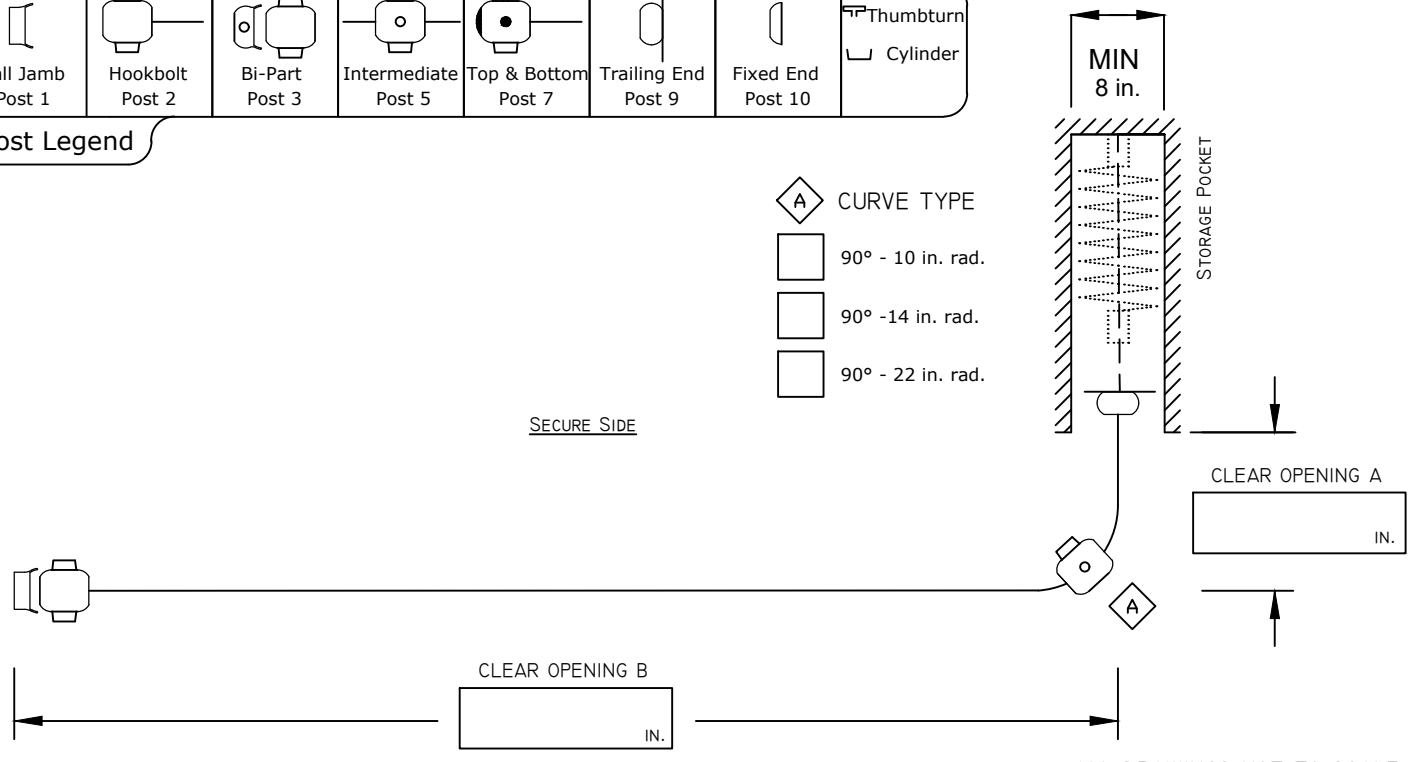 Jamb
Post 1
Hookbolt
Post 2
Bi-Part
Post 3
Intermediate
Post 5
Top & Bottom
Post 7
Trailing End
Post 9
Fixed End
Post 10
Thumbturn
Cylinder
Legend
MIN
8 in.
STORAGE POCKET
A CURVE TYPE
90° - 10 in. rad.
90° -14 in. rad.
90° - 22 in. rad.
SECURE SIDE
CLEAR OPENING A
IN.
A
CLEAR OPENING B
IN.